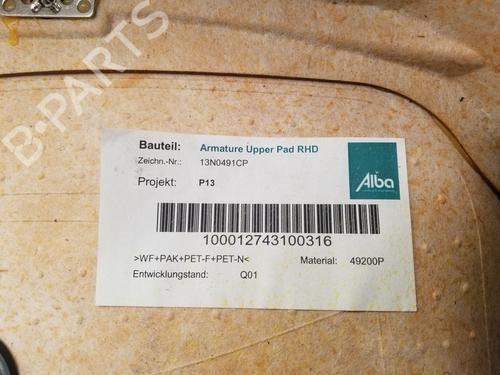 Bauteil: Armature Upper Pad RHD
Zeichn.-Nr.: 13N0491CP
Projekt: P13
Alba
100012743100316
>WF+PAK+PET-F+PET-N< Material: 49200P
Entwicklungstand: Q01
B-PARTS